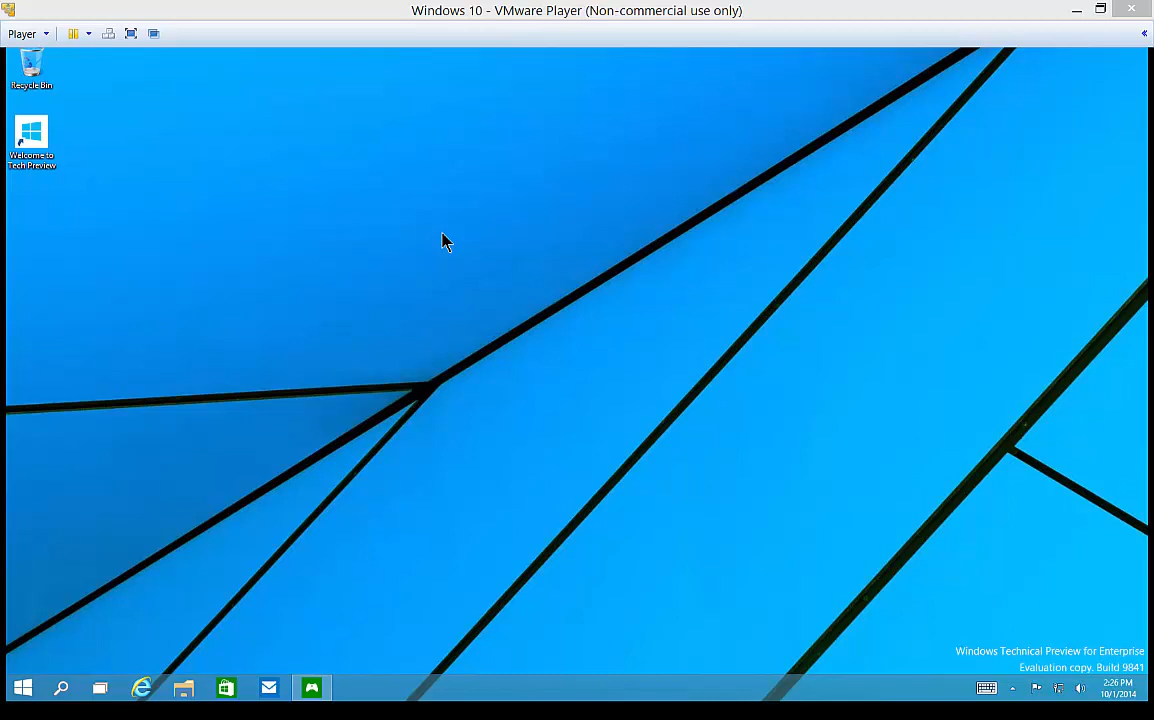 Windows 10 - VMware Player (Non-commercial use only)
Player
Recycle Bin
Welcome to
Tech Preview
Windows Technical Preview for Enterprise
Evaluation copy. Build 9841
2:26 PM
10/1/2014